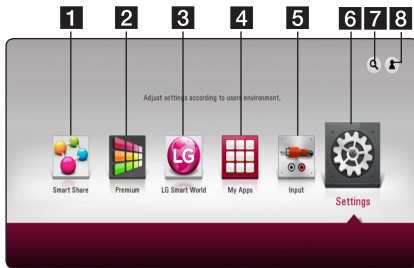 1 2 3 4 5 6 7 8
Adjust settings according to users environment.
LG
Smart Share Premium LG Smart World My Apps Input Settings